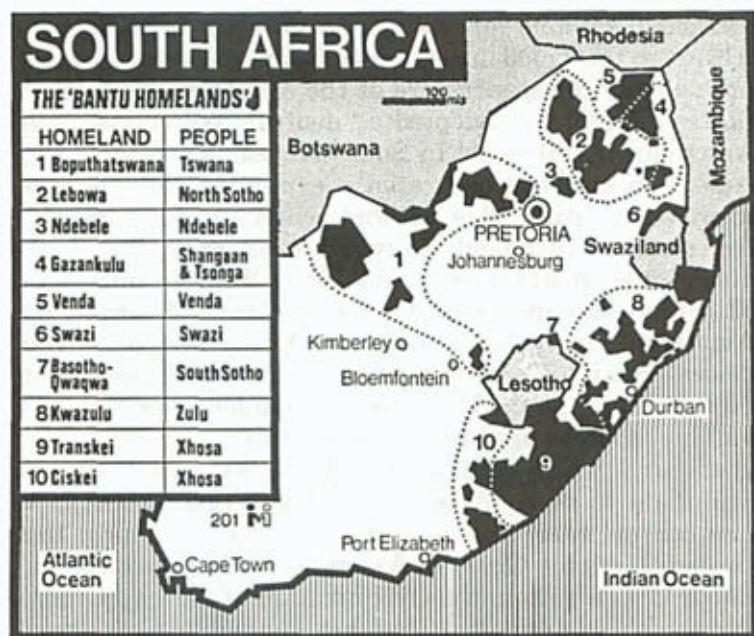 SOUTH AFRICA
THE 'BANTU HOMELANDS'
HOMELAND PEOPLE
1 Boputhatswana Tswana
2 Lebowa North Sotho
3 Ndebele Ndebele
4 Gazankulu Shangaan & Tsonga
5 Venda Venda
6 Swazi Swazi
7 Basotho-Qwaqwa South Sotho
8 Kwazulu Zulu
9 Transkei Xhosa
10 Ciskei Xhosa
201
Rhodesia
Botswana
Mozambique
5
4
2
3
6
PRETORIA
Johannesburg
Swaziland
1
8
7
Kimberley
Bloemfontein
Lesotho
Durban
10
9
Port Elizabeth
Cape Town
Atlantic
Ocean
Indian Ocean